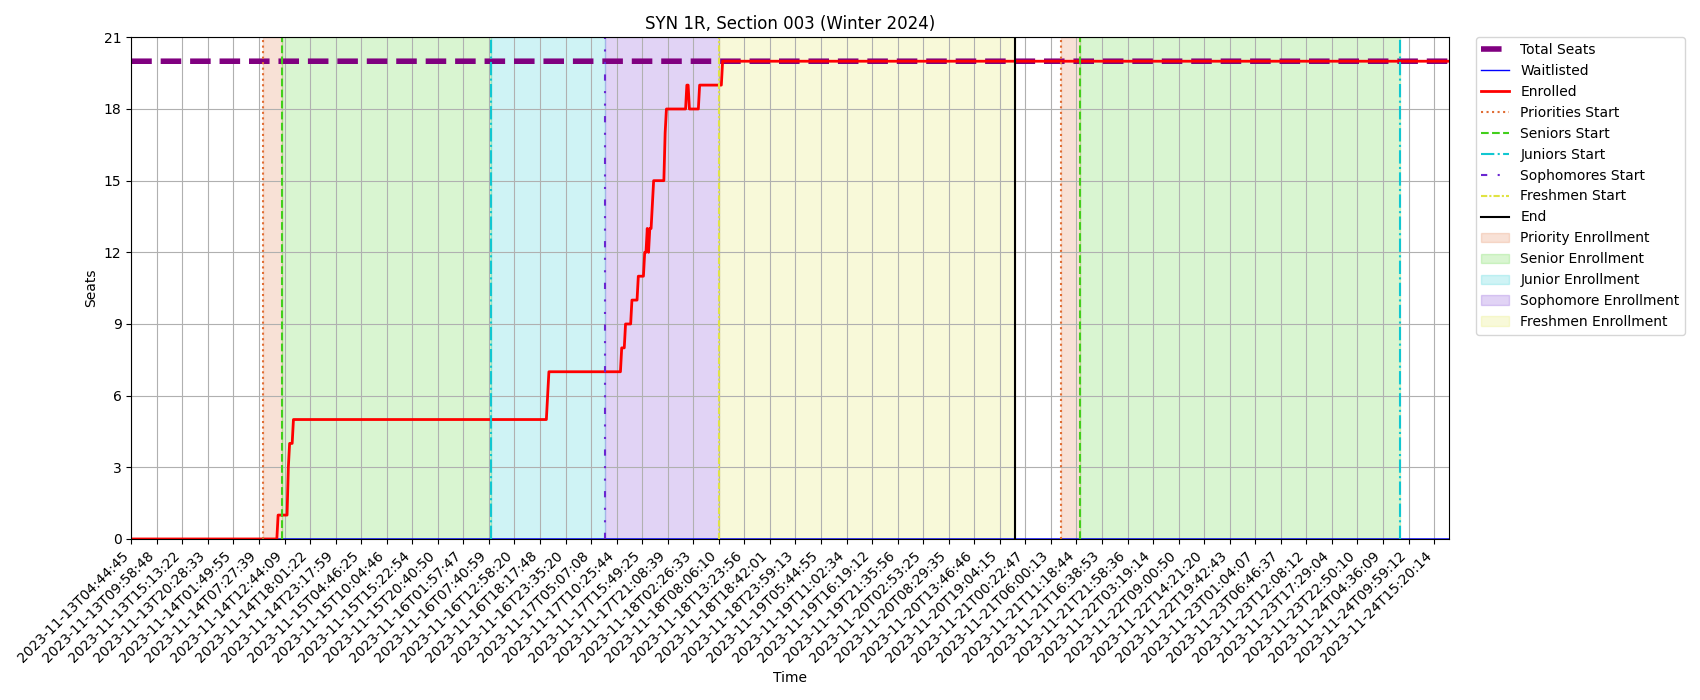 SYN 1R, Section 003 (Winter 2024)
21
18
15
12
9
6
3
0
Seats
2023-11-13T04:44:45
2023-11-13T09:58:48
2023-11-13T15:13:22
2023-11-13T20:28:33
2023-11-14T01:49:55
2023-11-14T07:27:39
2023-11-14T12:44:09
2023-11-14T18:01:22
2023-11-14T23:17:59
2023-11-15T04:46:25
2023-11-15T10:04:46
2023-11-15T15:22:54
2023-11-15T20:40:50
2023-11-16T01:57:47
2023-11-16T07:40:59
2023-11-16T12:58:20
2023-11-16T18:17:48
2023-11-16T23:35:20
2023-11-17T05:07:08
2023-11-17T10:25:44
2023-11-17T15:49:25
2023-11-17T21:08:39
2023-11-18T02:26:33
2023-11-18T08:06:10
2023-11-18T13:23:56
2023-11-18T18:42:01
2023-11-18T23:59:13
2023-11-19T05:44:55
2023-11-19T11:02:34
2023-11-19T16:19:12
2023-11-19T21:35:56
2023-11-20T02:53:25
2023-11-20T08:29:35
2023-11-20T13:46:46
2023-11-20T19:04:15
2023-11-21T00:22:47
2023-11-21T06:00:13
2023-11-21T11:18:44
2023-11-21T16:38:53
2023-11-21T21:58:36
2023-11-22T03:19:14
2023-11-22T09:00:50
2023-11-22T14:21:20
2023-11-22T19:42:43
2023-11-23T01:04:07
2023-11-23T06:46:37
2023-11-23T12:08:12
2023-11-23T17:29:04
2023-11-23T22:50:10
2023-11-24T04:36:09
2023-11-24T09:59:12
2023-11-24T15:20:14
Time
Total Seats
Waitlisted
Enrolled
Priorities Start
Seniors Start
Juniors Start
Sophomores Start
Freshmen Start
End
Priority Enrollment
Senior Enrollment
Junior Enrollment
Sophomore Enrollment
Freshmen Enrollment